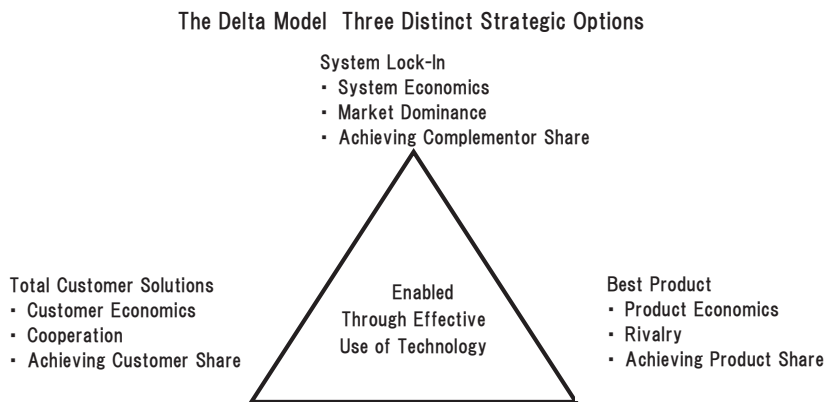 The Delta Model Three Distinct Strategic Options
System Lock-In
・ System Economics
・ Market Dominance
・ Achieving Complementor Share
Total Customer Solutions
・ Customer Economics
・ Cooperation
・ Achieving Customer Share
Enabled
Through Effective
Use of Technology
Best Product
・ Product Economics
・ Rivalry
・ Achieving Product Share